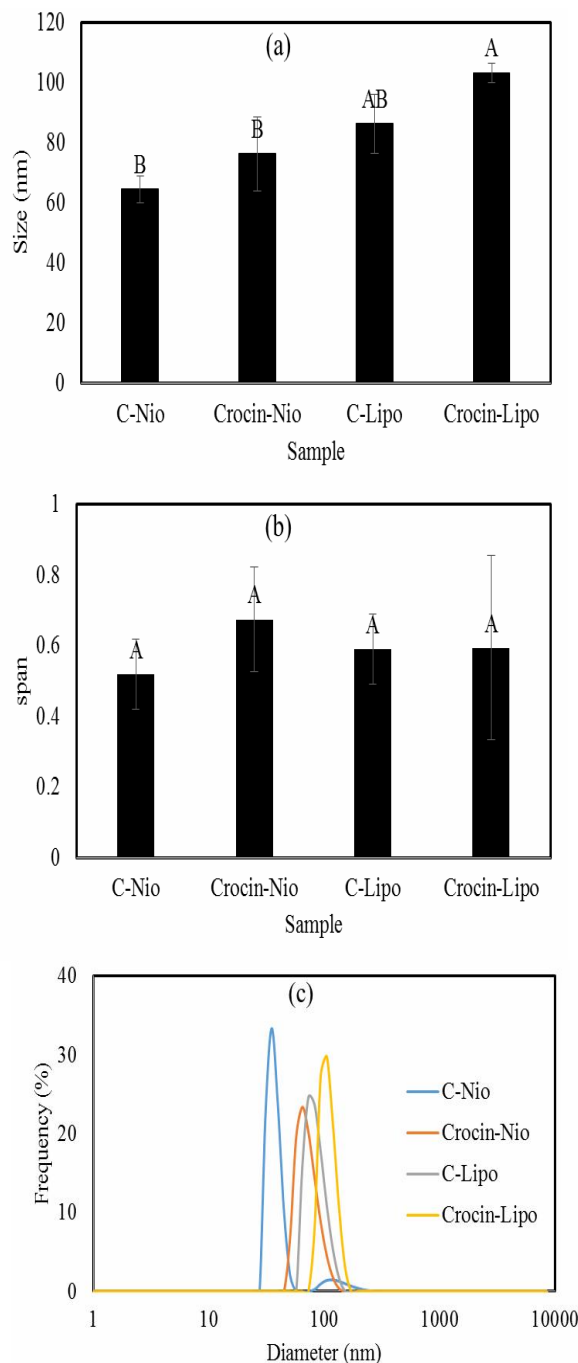 (a)
120
100
80
60
40
20
0
Size (nm)
B
B
AB
A
C-Nio Crocin-Nio C-Lipo Crocin-Lipo
Sample
(b)
1
0.8
0.6
0.4
0.2
0
span
A
A
A
A
C-Nio Crocin-Nio C-Lipo Crocin-Lipo
Sample
(c)
40
30
20
10
0
Frequency (%)
C-Nio
Crocin-Nio
C-Lipo
Crocin-Lipo
1 10 100 1000 10000
Diameter (nm)